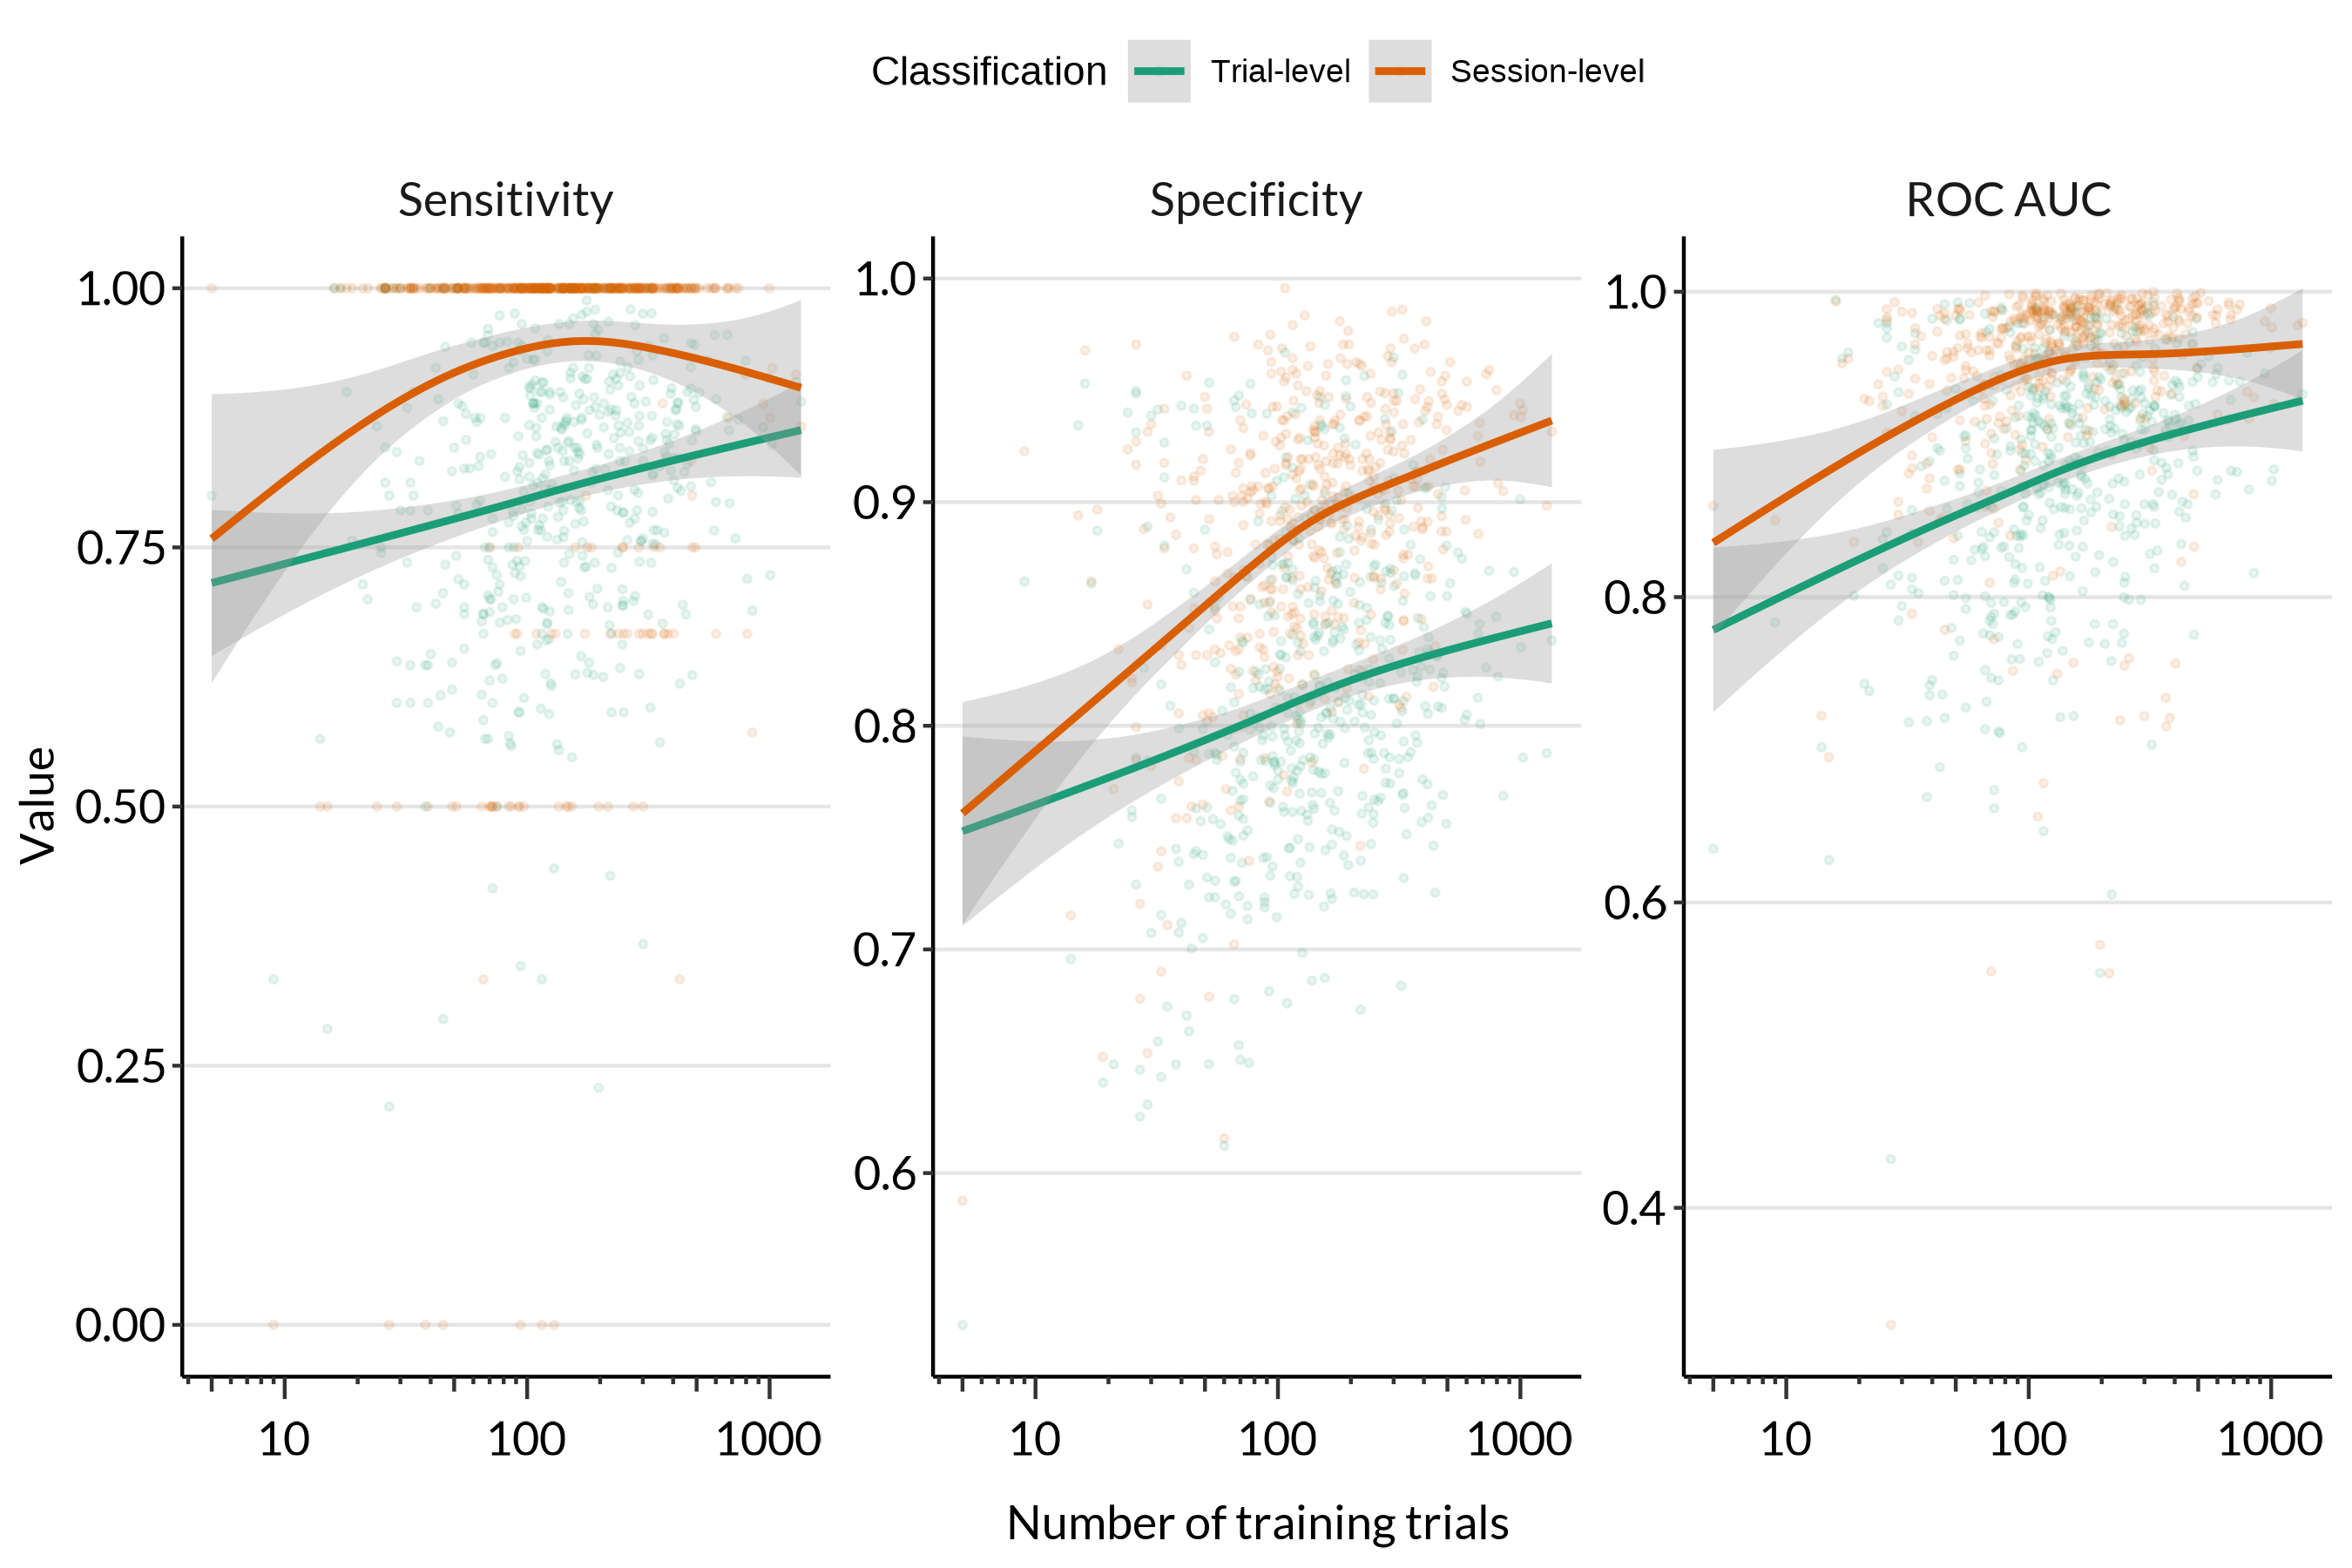 Classification Trial-level Session-level
Sensitivity Specificity ROC AUC
Value
1.00
0.75
0.50
0.25
0.00
10 100 1000
1.0
0.9
0.8
0.7
0.6
10 100 1000
1.0
0.8
0.6
0.4
10 100 1000
Number of training trials